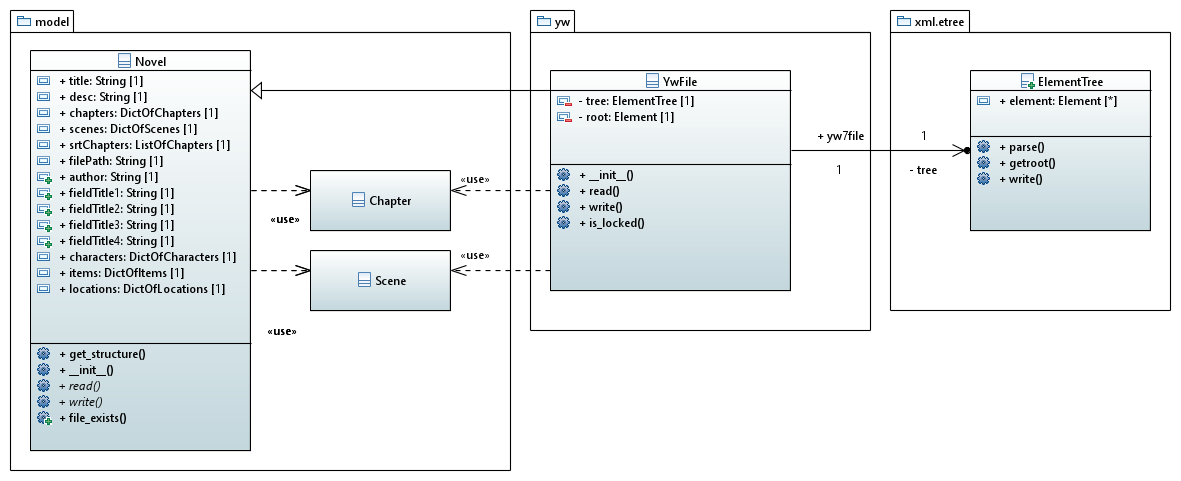 model
Novel
+ title: String [1]
+ desc: String [1]
+ chapters: DictOfChapters [1]
+ scenes: DictOfScenes [1]
+ srtChapters: ListOfChapters [1]
+ filePath: String [1]
+ author: String [1]
+ fieldTitle1: String [1]
+ fieldTitle2: String [1]
+ fieldTitle3: String [1]
+ fieldTitle4: String [1]
+ characters: DictOfCharacters [1]
+ items: DictOfItems [1]
+ locations: DictOfLocations [1]
+ get_structure()
+ __init__()
+ read()
+ write()
+ file_exists()
«use»
Chapter
«use»
«use»
Scene
«use»
yw
YwFile
- tree: ElementTree [1]
- root: Element [1]
+ __init__()
+ read()
+ write()
+ is_locked()
+ yw7file
1
1
- tree
xml.etree
ElementTree
+ element: Element [*]
+ parse()
+ getroot()
+ write()